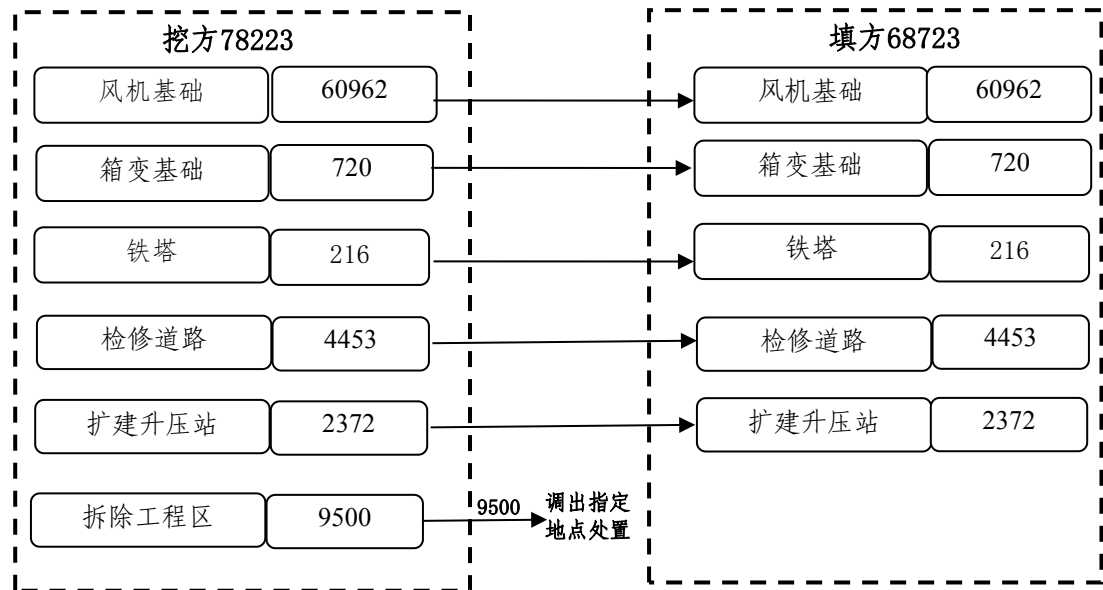 挖方78223
风机基础 60962
箱变基础 720
铁塔 216
检修道路 4453
扩建升压站 2372
拆除工程区 9500
9500
调出指定
地点处置
填方68723
风机基础 60962
箱变基础 720
铁塔 216
检修道路 4453
扩建升压站 2372